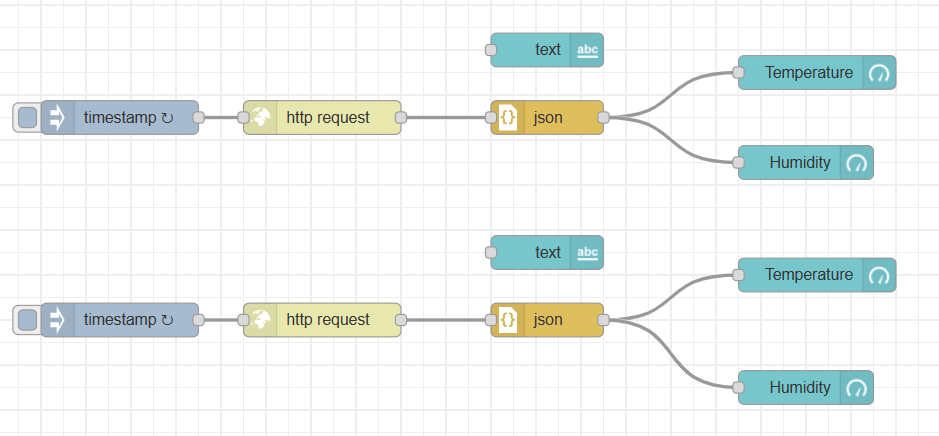 text abc
Temperature
timestamp ↻ http request {} json
Humidity
text abc
Temperature
timestamp ↻ http request {} json
Humidity